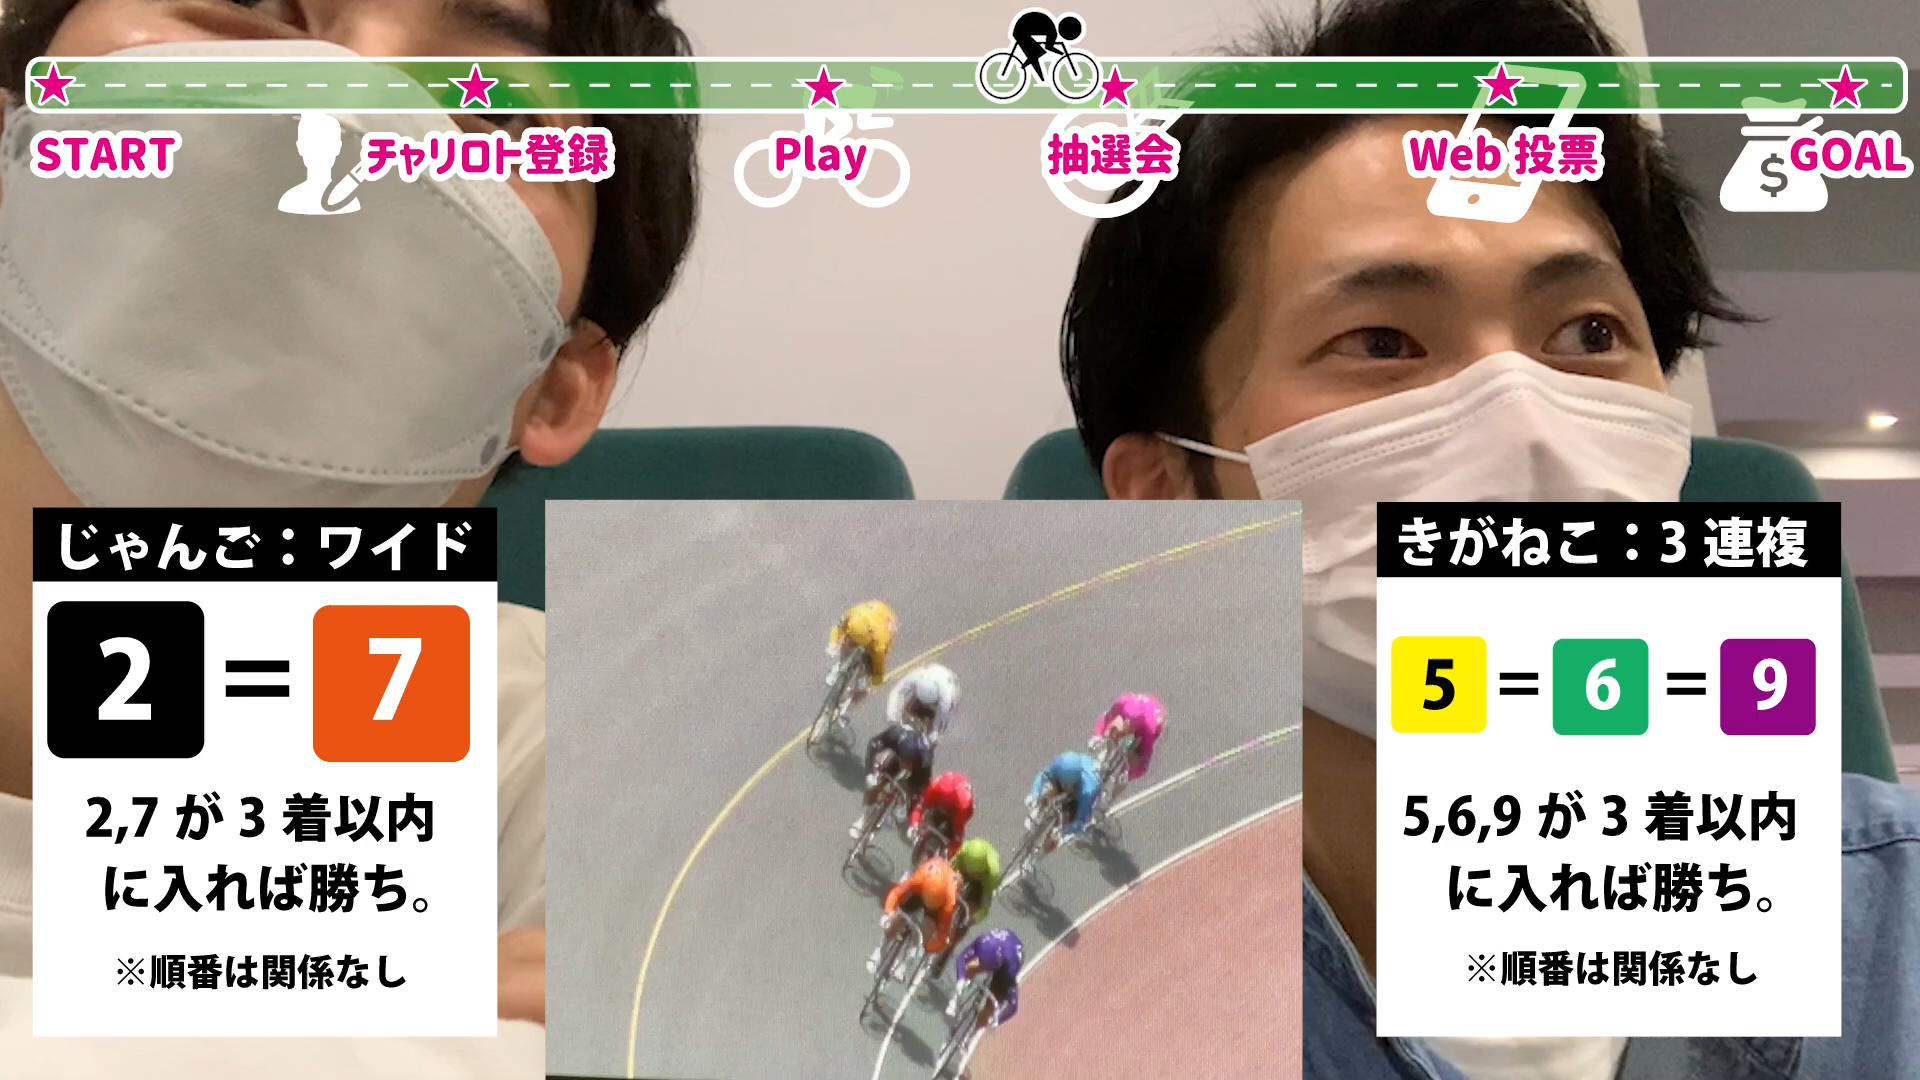 START
チャリロト登録
Play
抽選会
Web 投票
$
GOAL
じゃんご：ワイド
2 = 7
2,7 が 3 着以内
に入れば勝ち。
※順番は関係なし
きがねこ：3 連複
5 = 6 = 9
5,6,9 が 3 着以内
に入れば勝ち。
※順番は関係なし